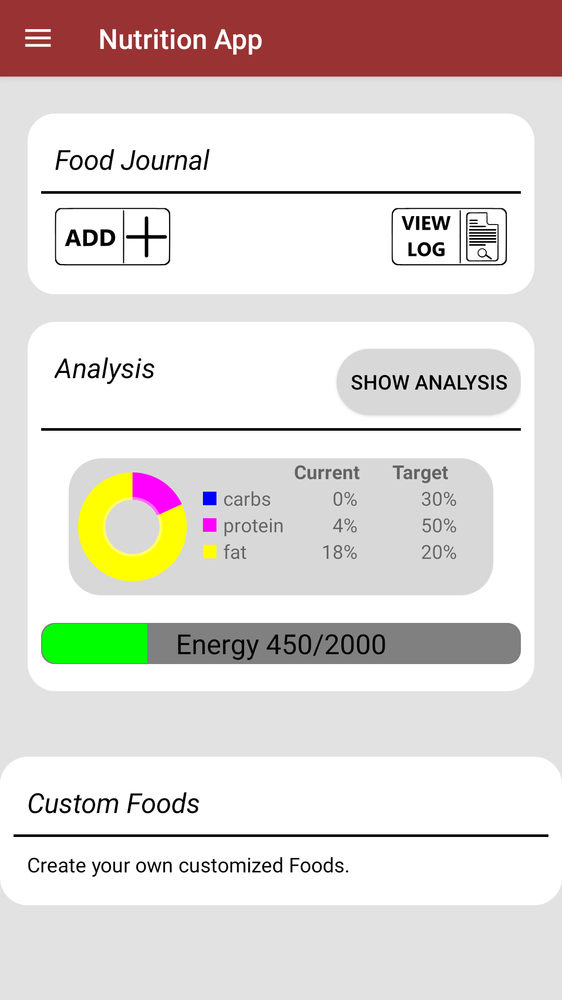 Nutrition App
Food Journal
ADD
VIEW
LOG
Analysis
SHOW ANALYSIS
Current Target
carbs 0% 30%
protein 4% 50%
fat 18% 20%
Energy 450/2000
Custom Foods
Create your own customized Foods.